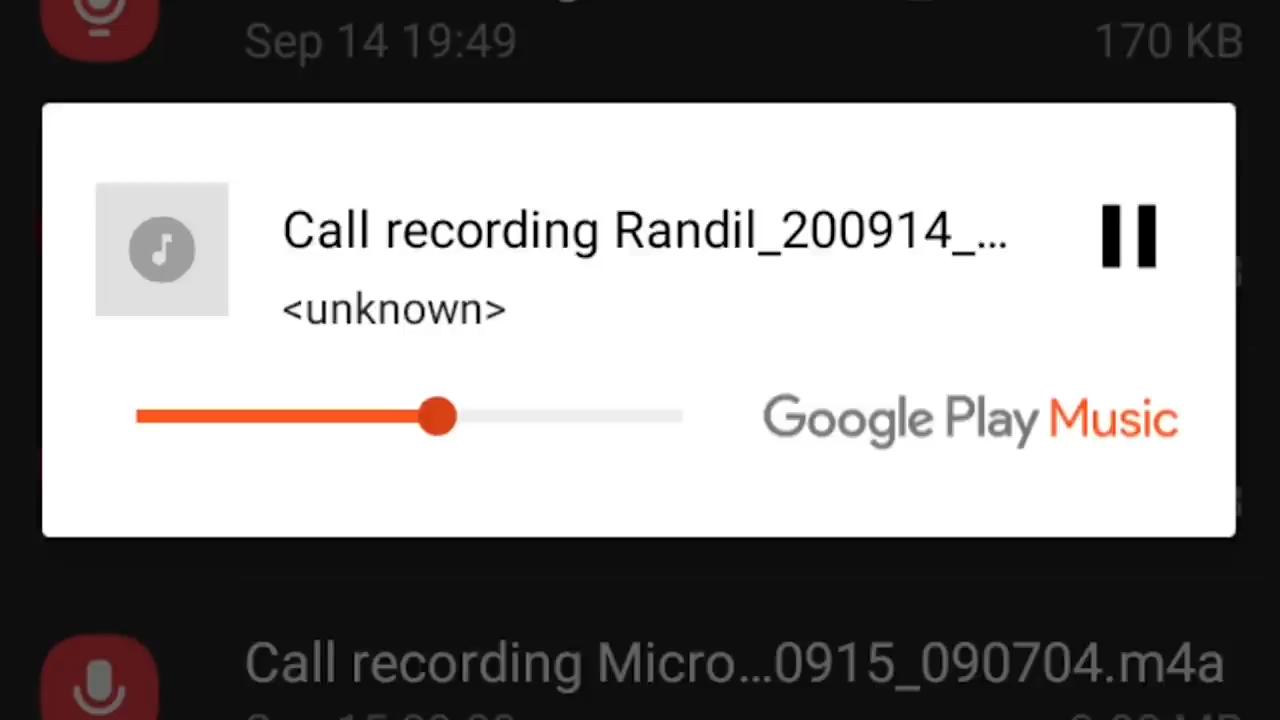 Sep 14 19:49
170 KB
Call recording Randil_200914_...
<unknown>
Google Play Music
Call recording Micro...0915_090704.m4a